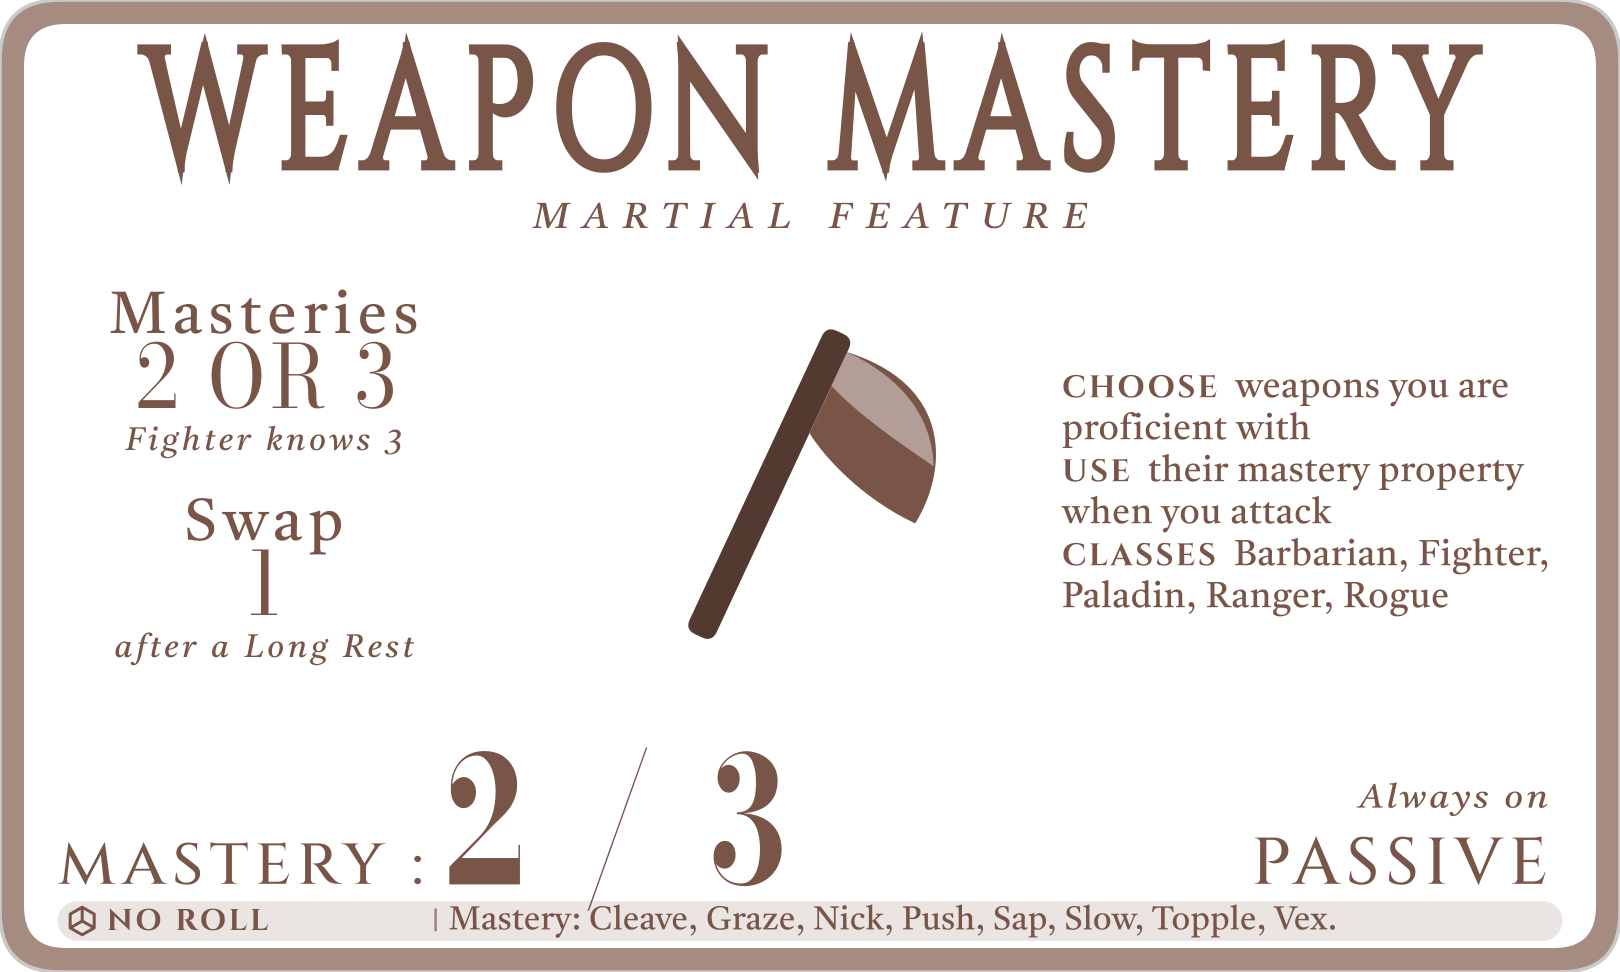 WEAPON MASTERY
MARTIAL FEATURE
Masteries
2 OR 3
Fighter knows 3
Swap
1
after a Long Rest
CHOOSE weapons you are
proficient with
USE their mastery property
when you attack
CLASSES Barbarian, Fighter,
Paladin, Ranger, Rogue
MASTERY : 2 / 3
Always on
PASSIVE
NO ROLL | Mastery: Cleave, Graze, Nick, Push, Sap, Slow, Topple, Vex.